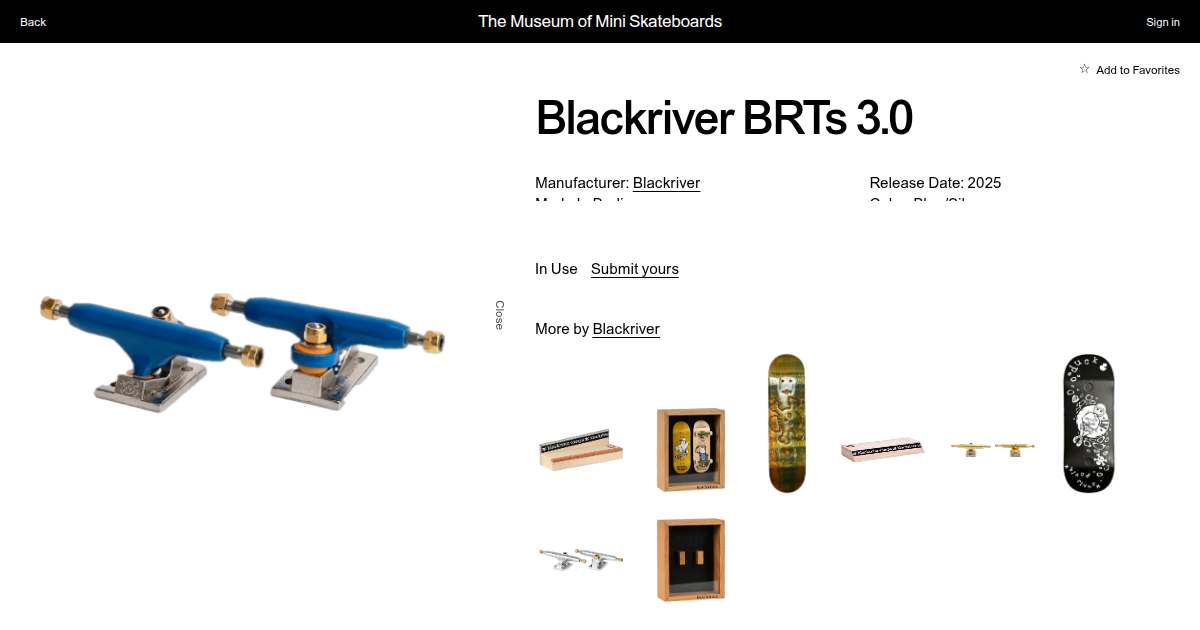 Back
The Museum of Mini Skateboards
Sign in
☆ Add to Favorites
Blackriver BRTs 3.0
Manufacturer: Blackriver
Release Date: 2025
In Use Submit yours
Close
More by Blackriver